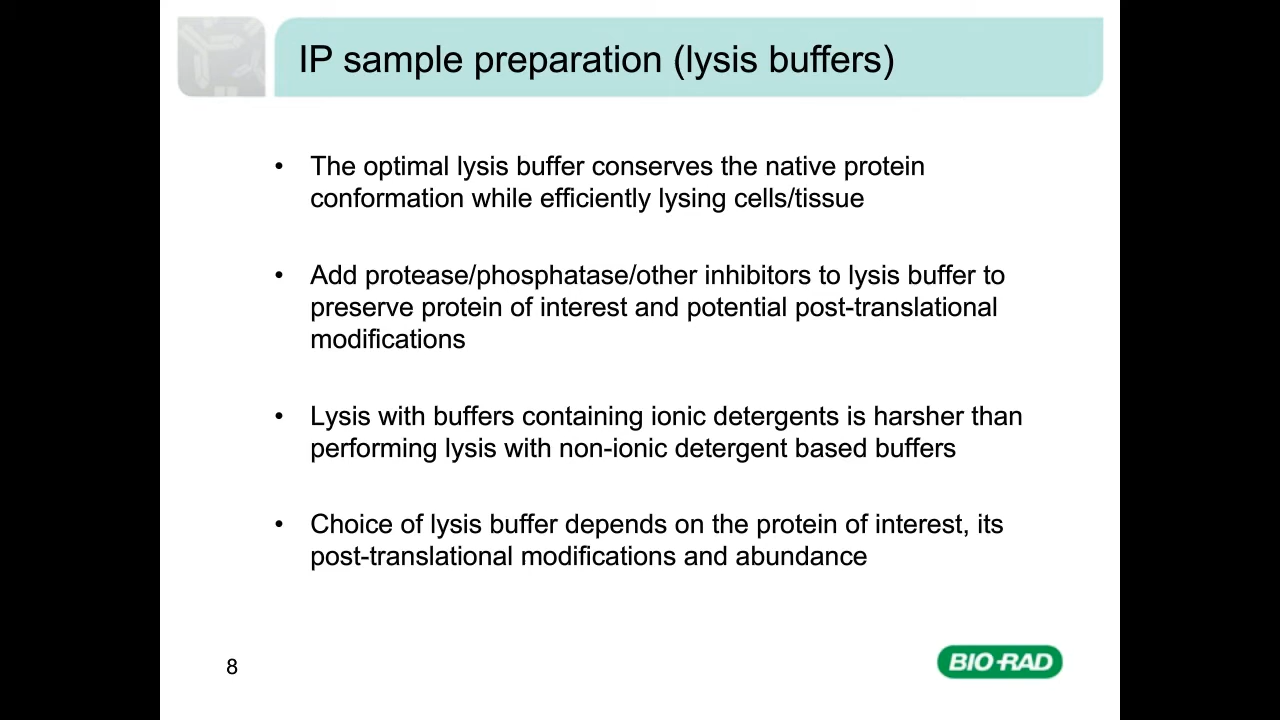 IP sample preparation (lysis buffers)
• The optimal lysis buffer conserves the native protein
conformation while efficiently lysing cells/tissue
• Add protease/phosphatase/other inhibitors to lysis buffer to
preserve protein of interest and potential post-translational
modifications
• Lysis with buffers containing ionic detergents is harsher than
performing lysis with non-ionic detergent based buffers
• Choice of lysis buffer depends on the protein of interest, its
post-translational modifications and abundance
8
BIO-RAD